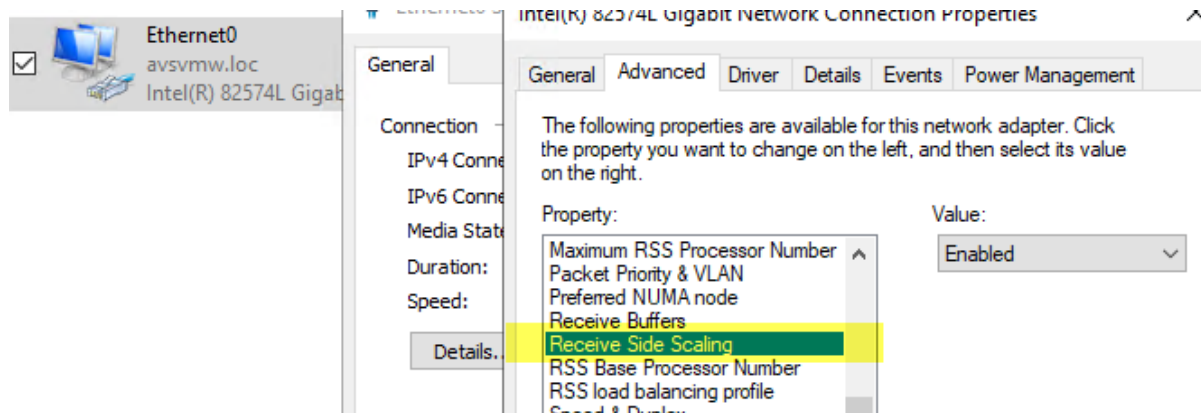 Ethernet0
avsvmw.loc
Intel(R) 82574L Gigab
General
Connection
IPv4 Conne
IPv6 Conne
Media State
Duration:
Speed:
Details..
Intel(R) 82574L Gigabit Network Connection Properties
General Advanced Driver Details Events Power Management
The following properties are available for this network adapter. Click
the property you want to change on the left, and then select its value
on the right.
Property:
Value:
Maximum RSS Processor Number
Packet Priority & VLAN
Preferred NUMA node
Receive Buffers
Receive Side Scaling
RSS Base Processor Number
RSS load balancing profile
Speed & Duplex
Enabled